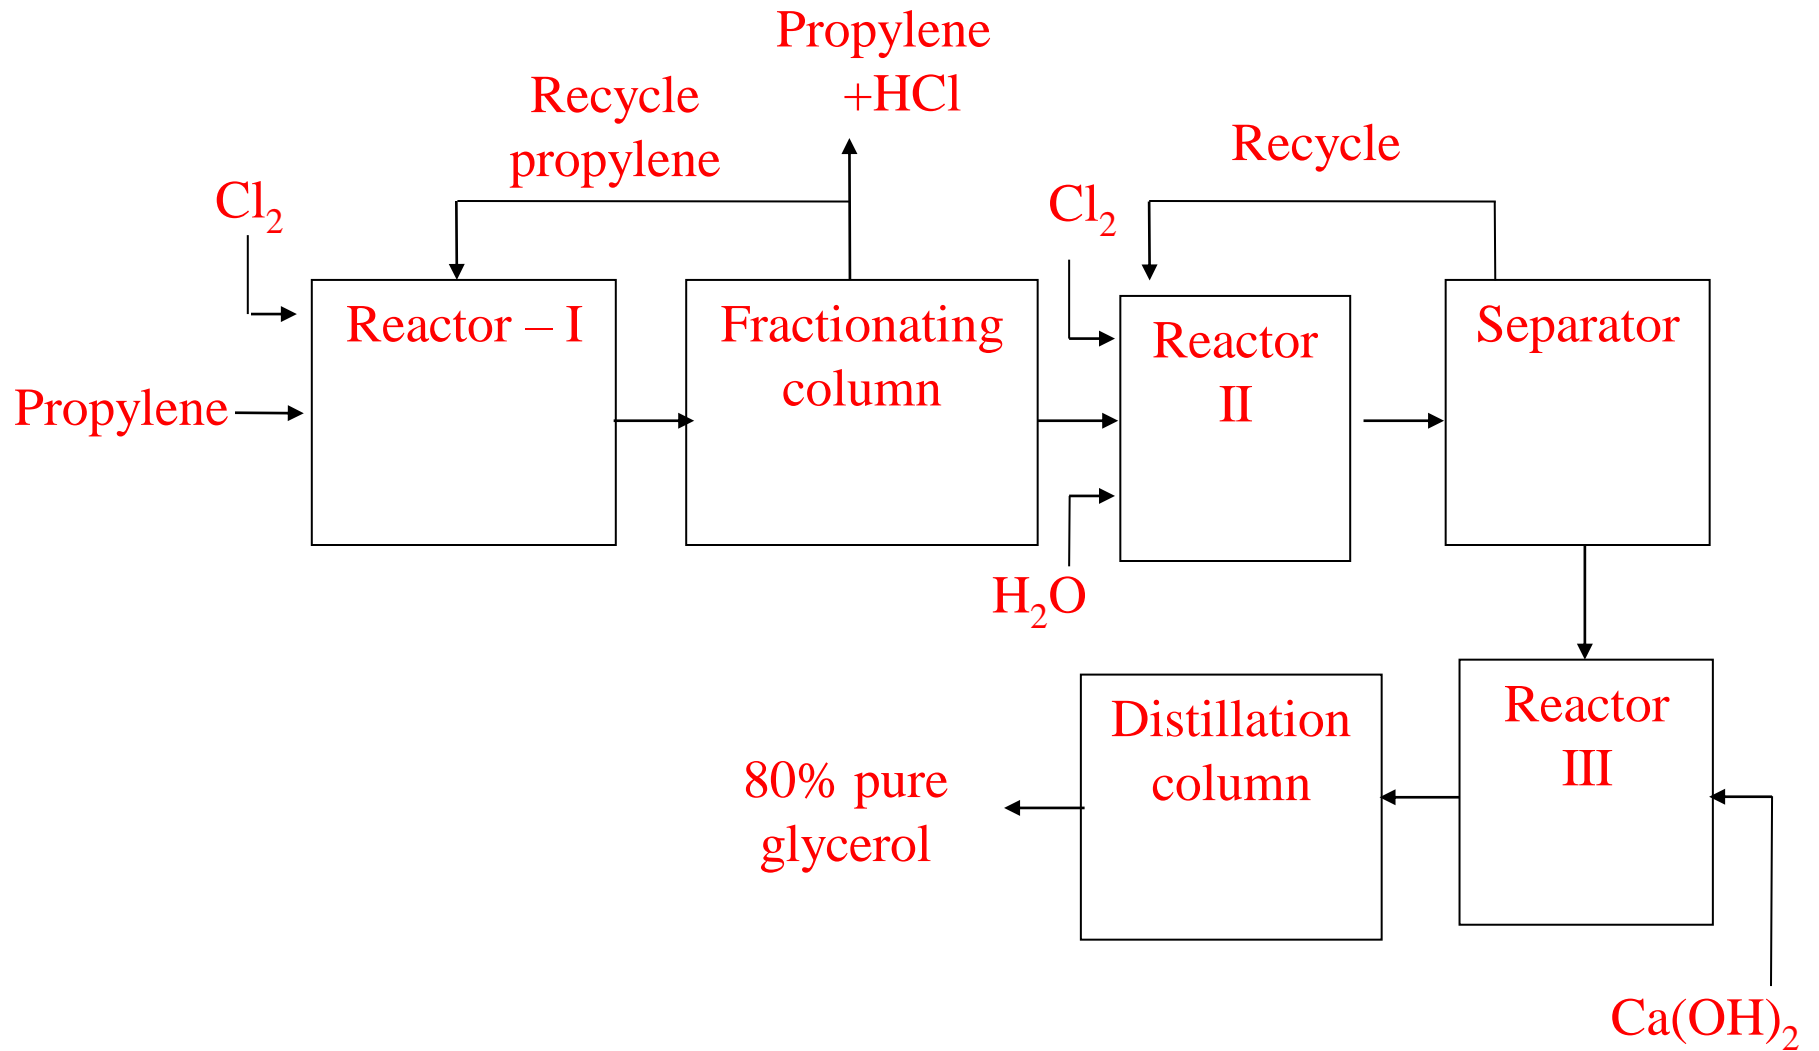 Propylene
+HCl
Recycle
propylene
Recycle
Cl₂
Cl₂
Reactor – I
Fractionating
column
Reactor
II
Separator
Propylene
H₂O
Distillation
column
Reactor
III
80% pure
glycerol
Ca(OH)₂